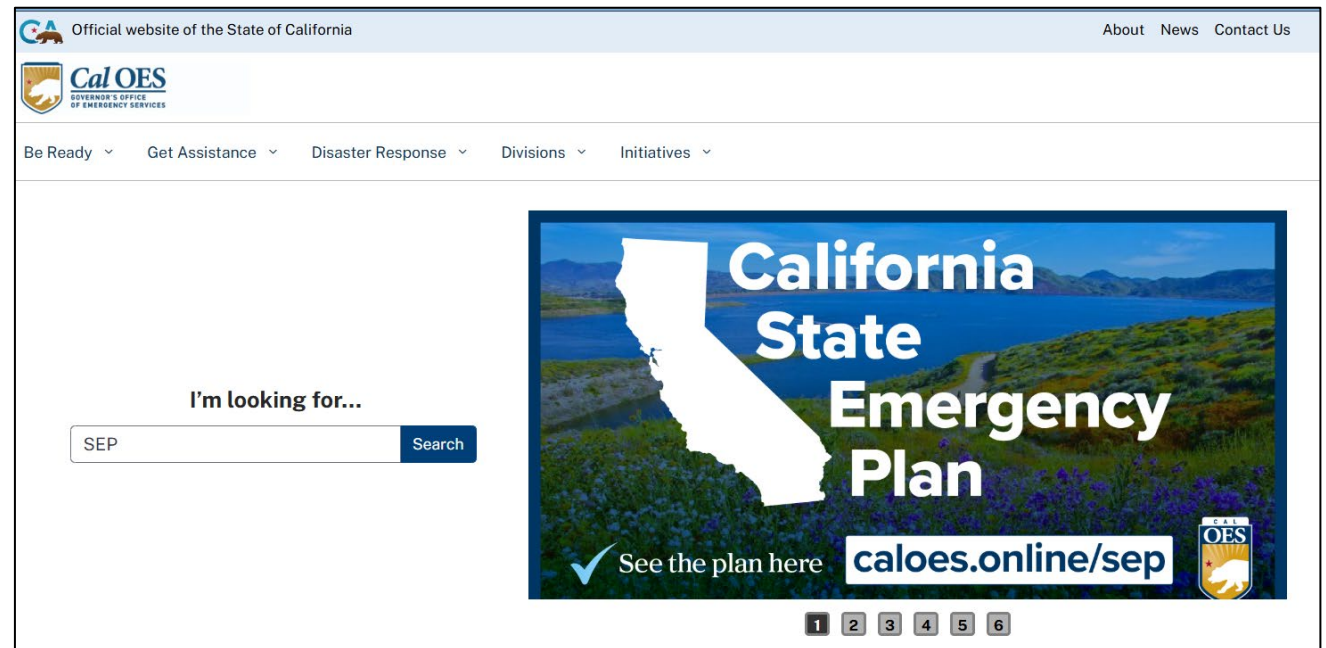 Official website of the State of California
About News Contact Us
Cal OES
GOVERNOR'S OFFICE
OF EMERGENCY SERVICES
Be Ready Get Assistance Disaster Response Divisions Initiatives
I'm looking for...
SEP Search
California
State
Emergency
Plan
See the plan here caloes.online/sep
CAL
OES
1 2 3 4 5 6